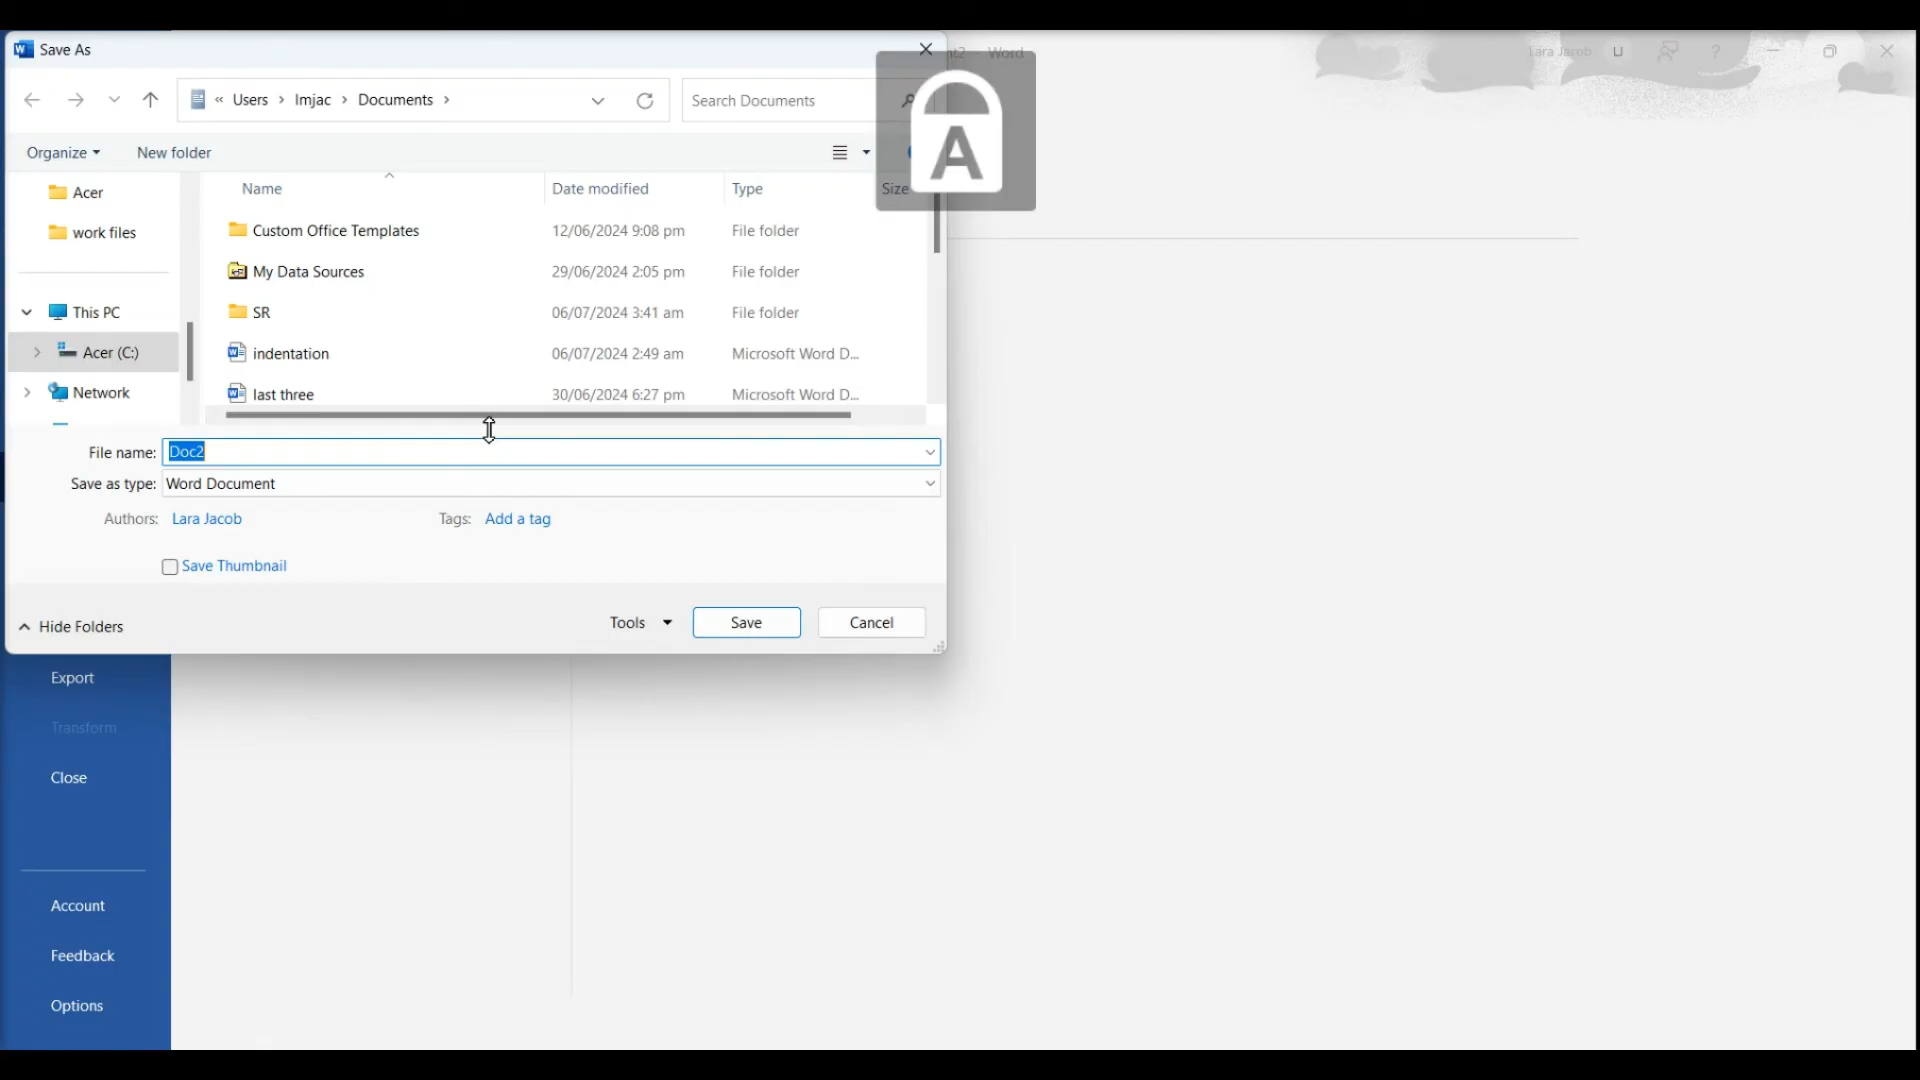 Save As
nt2 - Word
Lara Jacob
LJ
?
« Users > lmjac > Documents >
Search Documents
A
Organize
New folder
Name
Date modified
Type
Size
Acer
work files
This PC
Acer (C:)
Network
Custom Office Templates 12/06/2024 9:08 pm File folder
My Data Sources 29/06/2024 2:05 pm File folder
SR 06/07/2024 3:41 am File folder
indentation 06/07/2024 2:49 am Microsoft Word D...
last three 30/06/2024 6:27 pm Microsoft Word D...
File name: Doc2
Save as type: Word Document
Authors: Lara Jacob Tags: Add a tag
Save Thumbnail
Hide Folders
Tools
Save
Cancel
Export
Transform
Close
Account
Feedback
Options